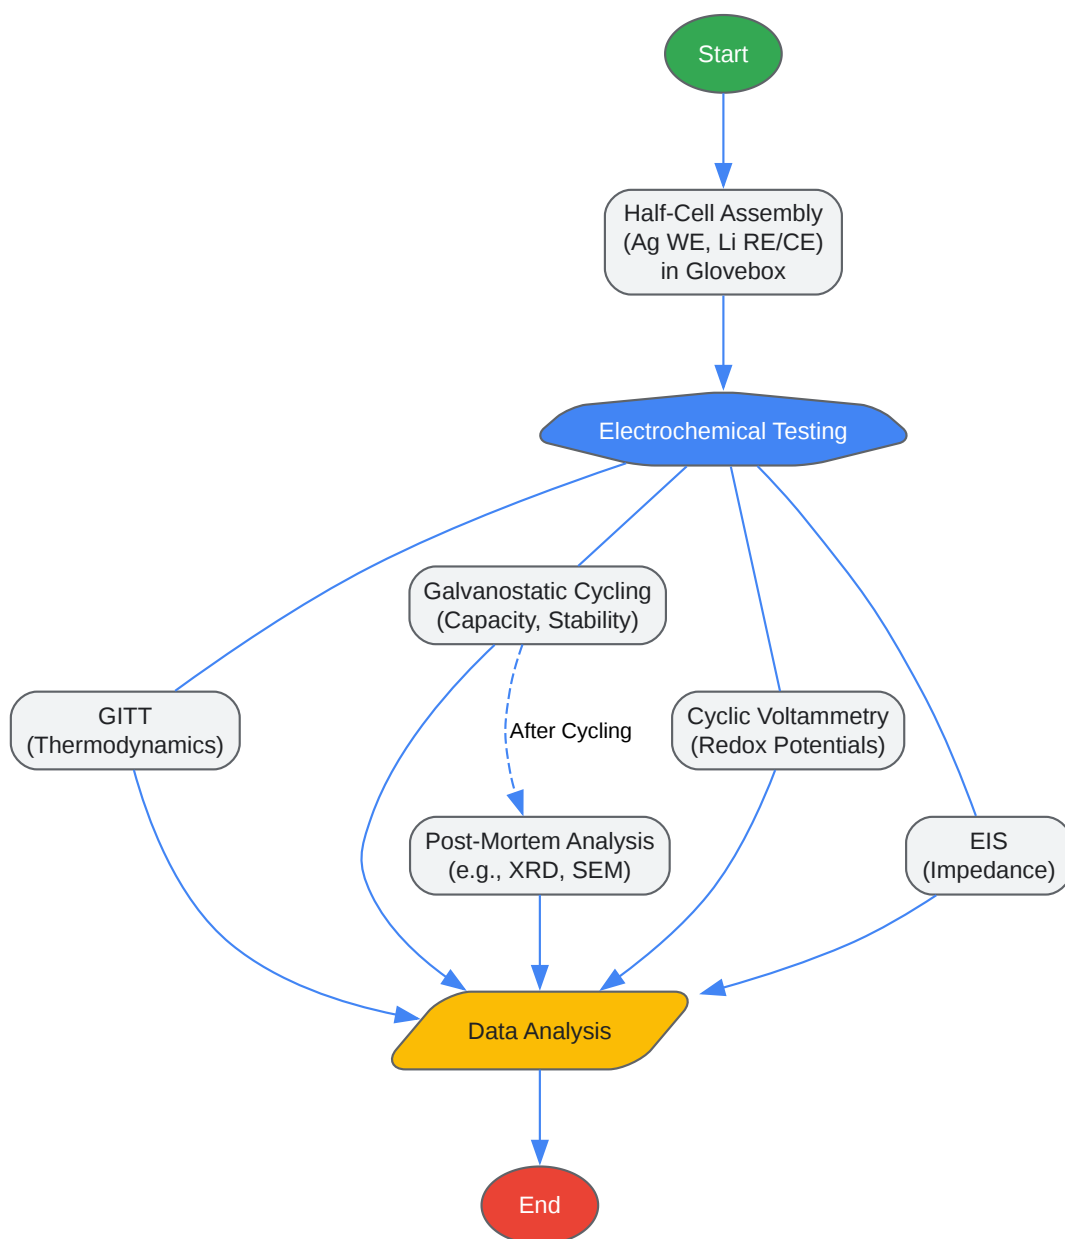 Start
Half-Cell Assembly
(Ag WE, Li RE/CE)
in Glovebox
Electrochemical Testing
Galvanostatic Cycling
(Capacity, Stability)
GITT
(Thermodynamics)
After Cycling
Cyclic Voltammetry
(Redox Potentials)
Post-Mortem Analysis
(e.g., XRD, SEM)
EIS
(Impedance)
Data Analysis
End